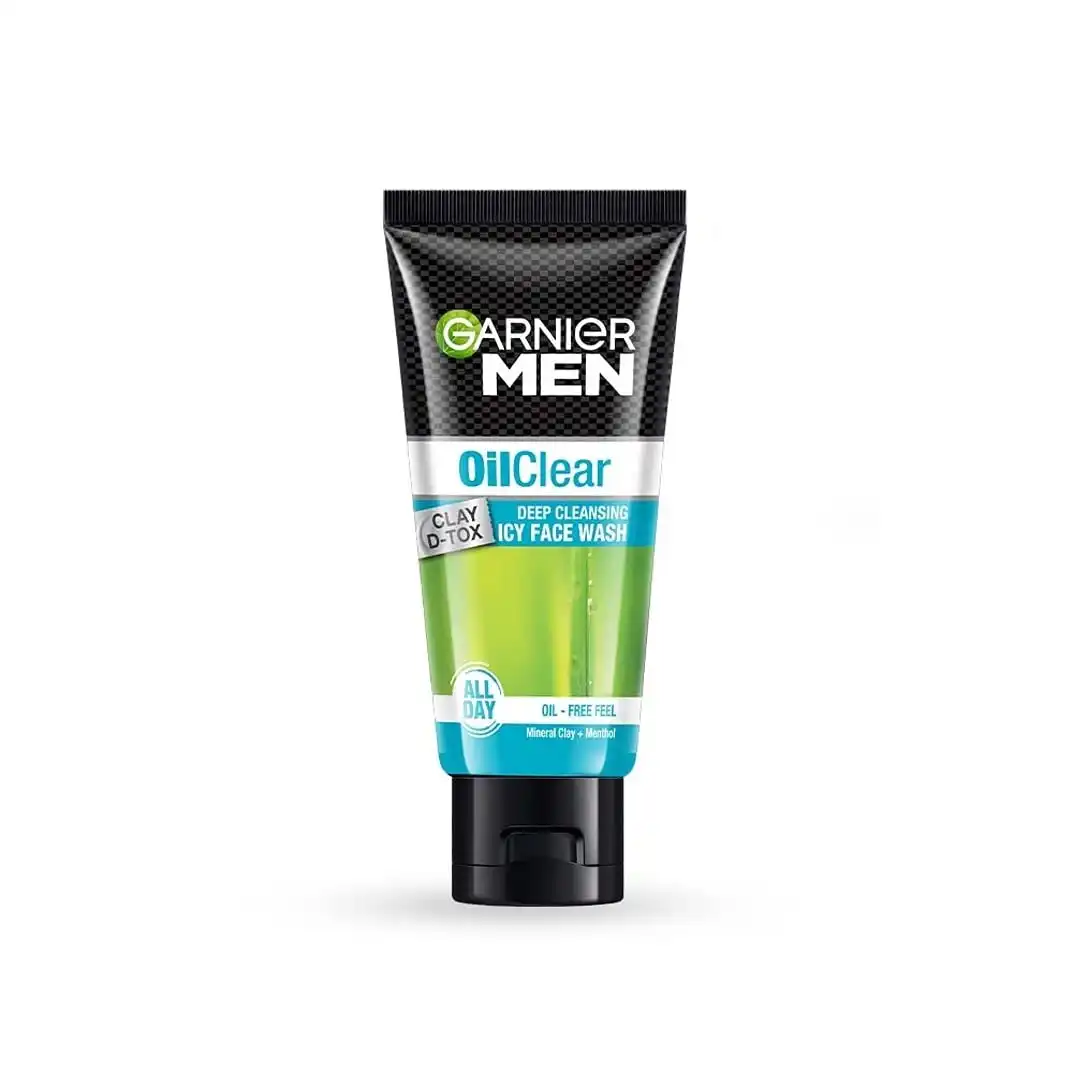 GARNIER
MEN
OilClear
CLAY
D-TOX
DEEP CLEANSING
ICY FACE WASH
ALL
DAY
OIL - FREE FEEL
Mineral Clay + Menthol